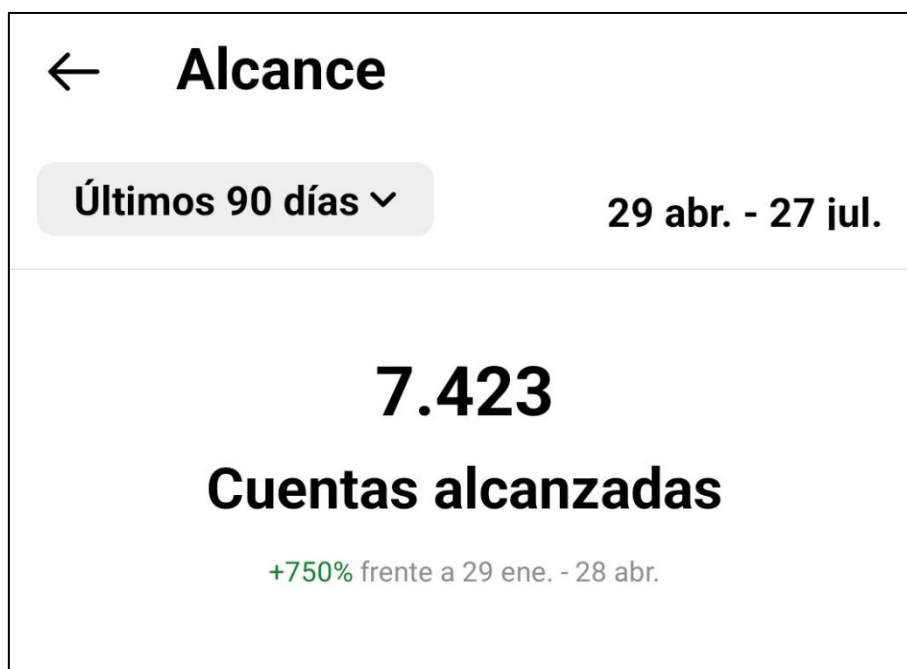 Alcance
Últimos 90 días
29 abr. - 27 jul.
7.423
Cuentas alcanzadas
+750% frente a 29 ene. - 28 abr.